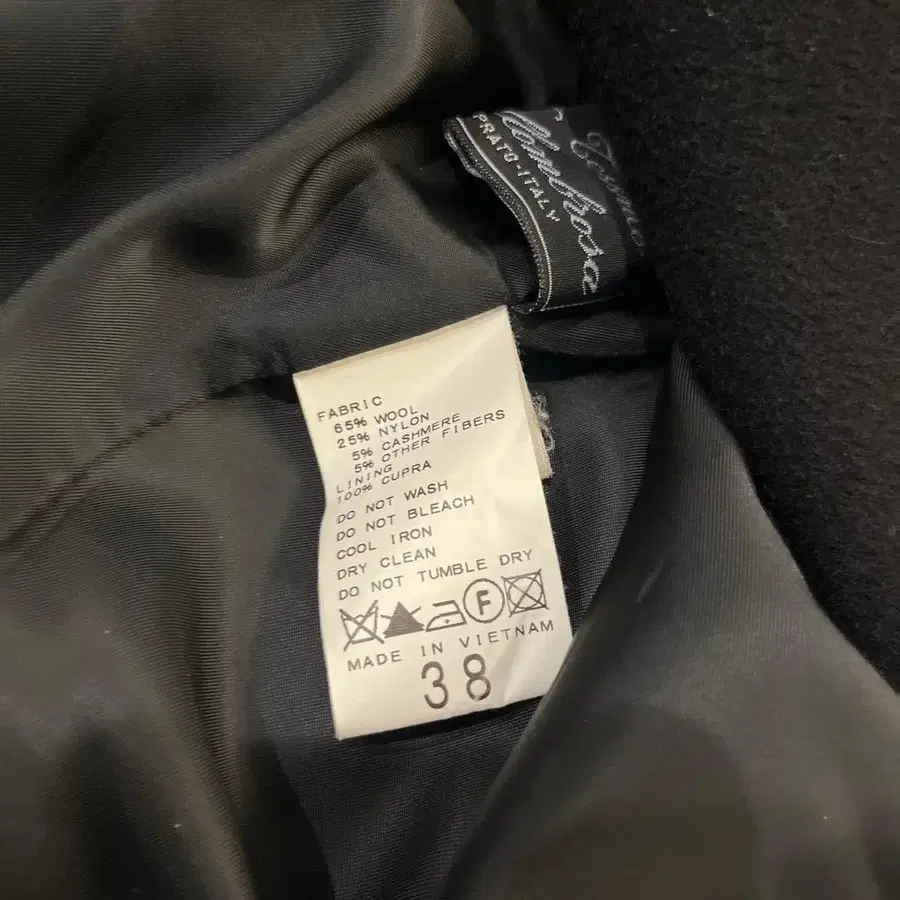 PRATO-ITALY
FABRIC
65% WOOL
25% NYLON
5% CASHMERE
5% OTHER FIBERS
LINING
100% CUPRA
DO NOT WASH
DO NOT BLEACH
COOL IRON
DRY CLEAN
DO NOT TUMBLE DRY
F
MADE IN VIETNAM
38